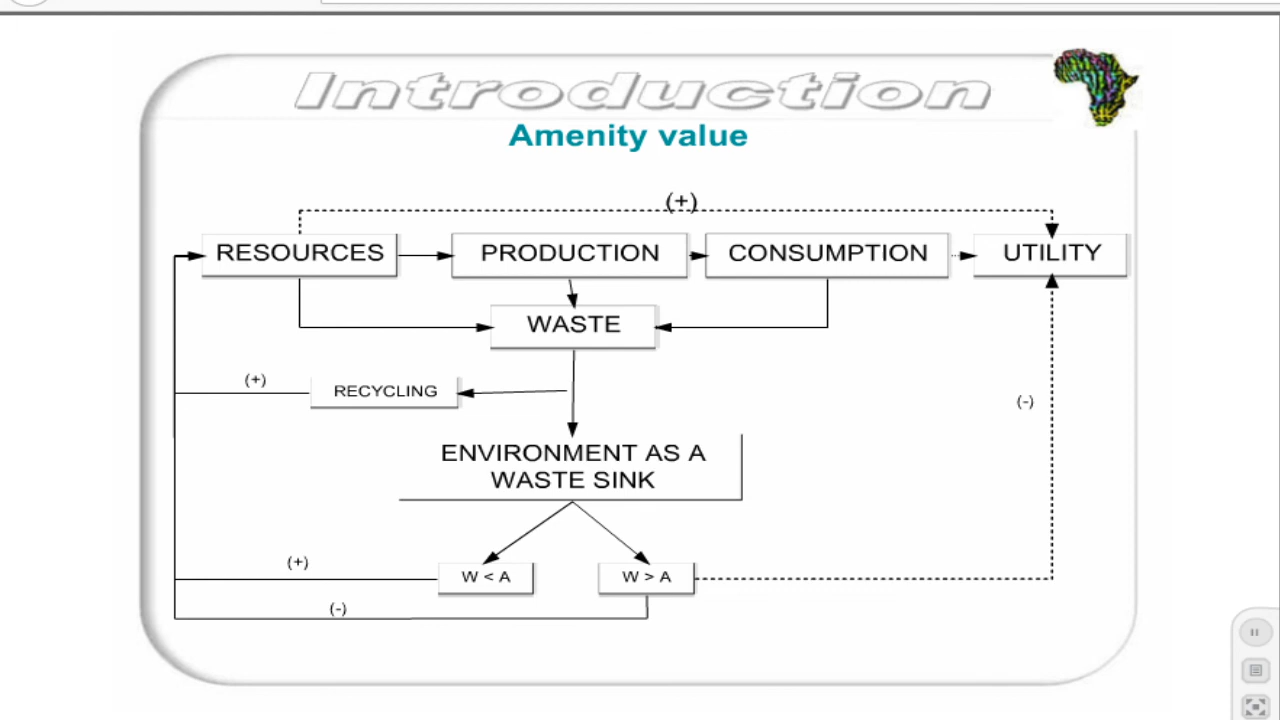 Introduction
Amenity value
(+)
RESOURCES
PRODUCTION
CONSUMPTION
UTILITY
WASTE
(+)
RECYCLING
(-)
ENVIRONMENT AS A
WASTE SINK
(+)
W < A
W > A
(-)